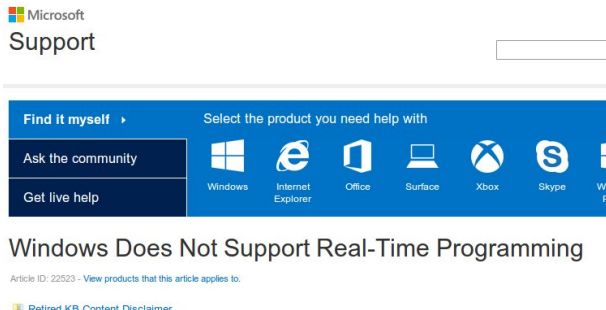 Microsoft
Support
Find it myself
Select the product you need help with
Ask the community
Get live help
Windows
Internet
Explorer
Office
Surface
Xbox
Skype
Windows Does Not Support Real-Time Programming
Article ID: 22523 - View products that this article applies to.
Retired KB Content Disclaimer